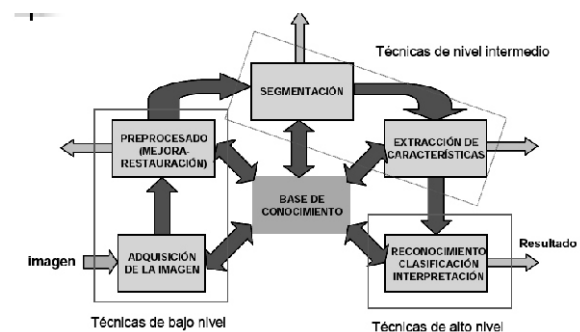 Técnicas de nivel intermedio
SEGMENTACIÓN
PREPROCESADO
(MEJORA-
RESTAURACIÓN)
EXTRACCIÓN DE
CARACTERÍSTICAS
BASE DE
CONOCIMIENTO
imagen
ADQUISICIÓN
DE LA IMAGEN
RECONOCIMIENTO
CLASIFICACIÓN
INTERPRETACIÓN
Resultado
Técnicas de bajo nivel
Técnicas de alto nivel